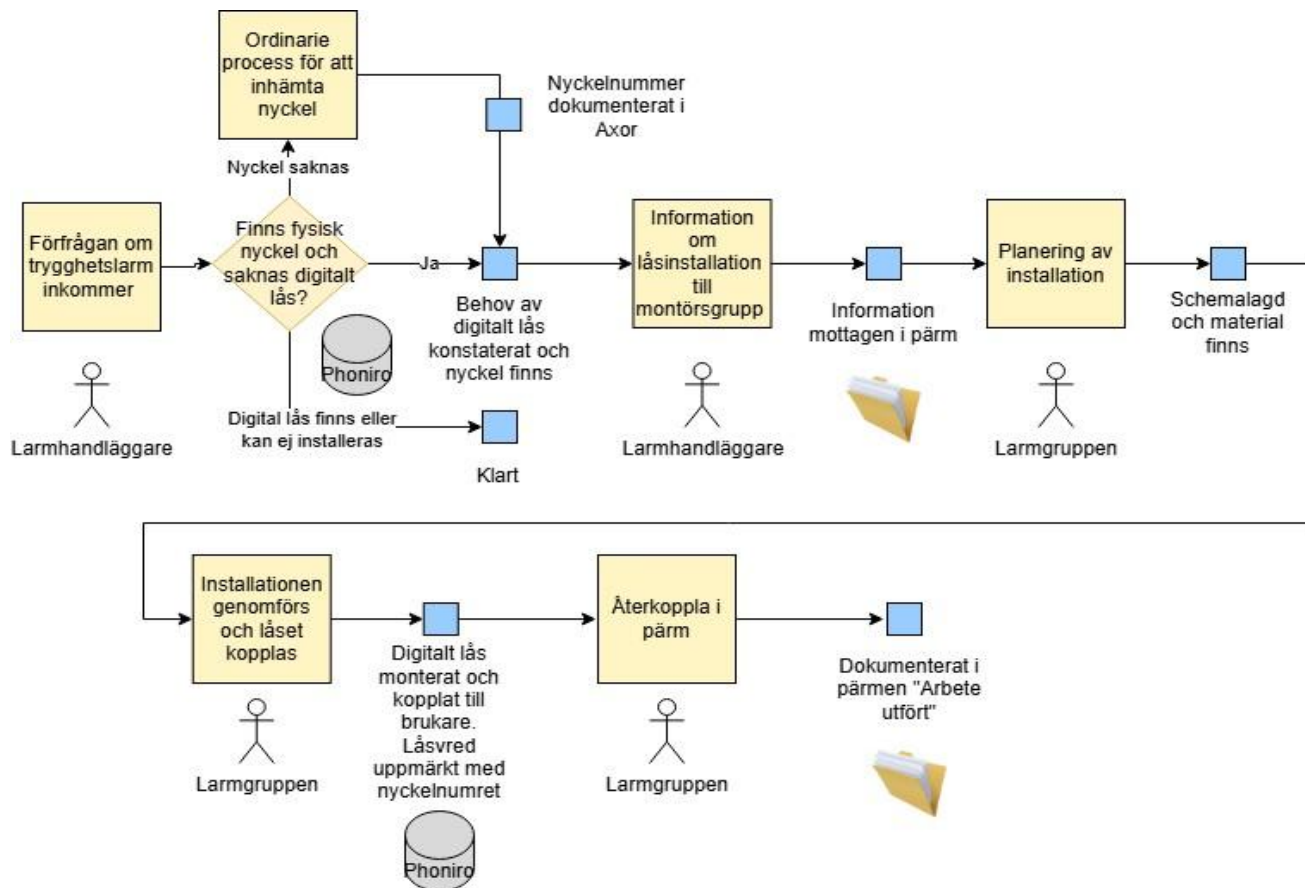 Ordinarie
process för att
inhämta
nyckel
Nyckelnummer
dokumenterat i
Axor
Nyckel saknas
Förfrågan om
trygghetslarm
inkommer
Finns fysisk
nyckel och
saknas digitalt
lås?
Ja
Information
om
låsinstallation
till
montörsgrupp
Planering av
installation
Behov av
digitalt lås
konstaterat och
nyckel finns
Information
mottagen i pärm
Schemalagd
och material
finns
Phoniro
Larmhandläggare
Digital lås finns eller
kan ej installeras
Klart
Larmhandläggare
Larmgruppen
Installationen
genomförs
och låset
kopplas
Återkoppla i
pärm
Digitalt lås
monterat och
kopplat till
brukare.
Låsvred
uppmärkt med
nyckelnumret
Dokumenterat i
pärmen "Arbete
utfört"
Larmgruppen
Larmgruppen
Phoniro